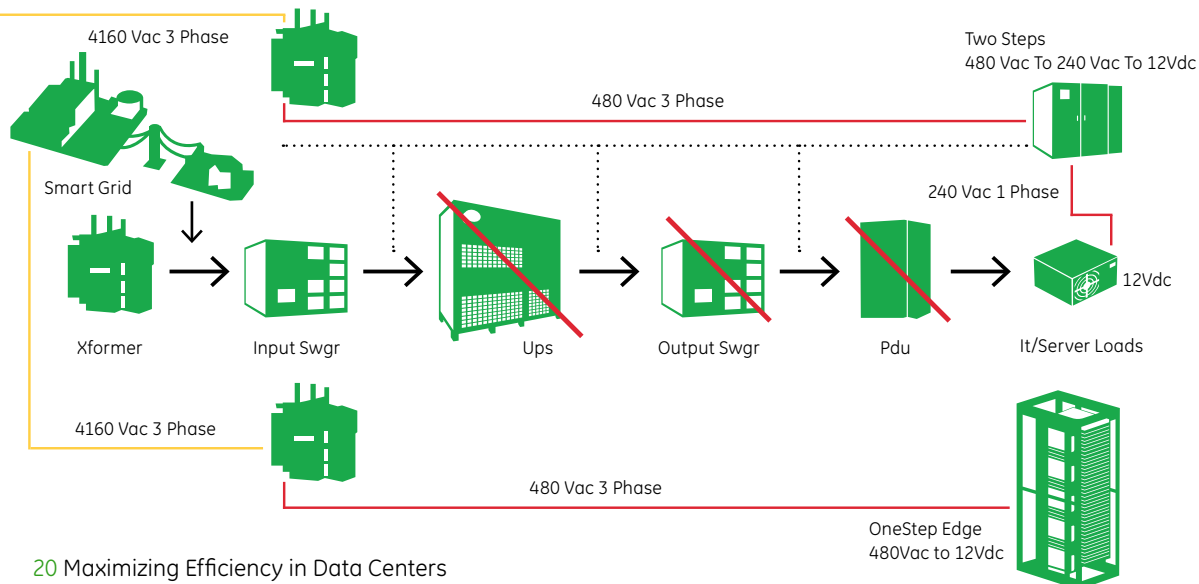 4160 Vac 3 Phase
Two Steps
480 Vac To 240 Vac To 12Vdc
480 Vac 3 Phase
Smart Grid
240 Vac 1 Phase
12Vdc
Xformer
Input Swgr
Ups
Output Swgr
Pdu
It/Server Loads
4160 Vac 3 Phase
480 Vac 3 Phase
OneStep Edge
480Vac to 12Vdc
20 Maximizing Efficiency in Data Centers